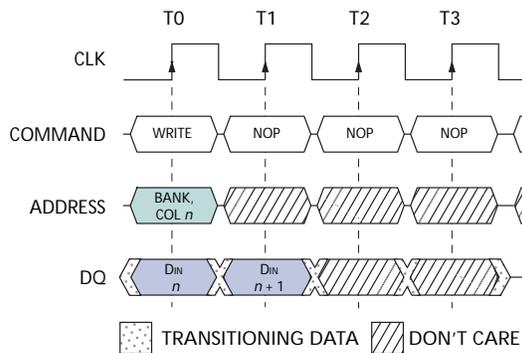 T0 T1 T2 T3
CLK
COMMAND WRITE NOP NOP NOP
ADDRESS BANK,
COL n
DQ DIN
n
DIN
n + 1
TRANSITIONING DATA DON'T CARE